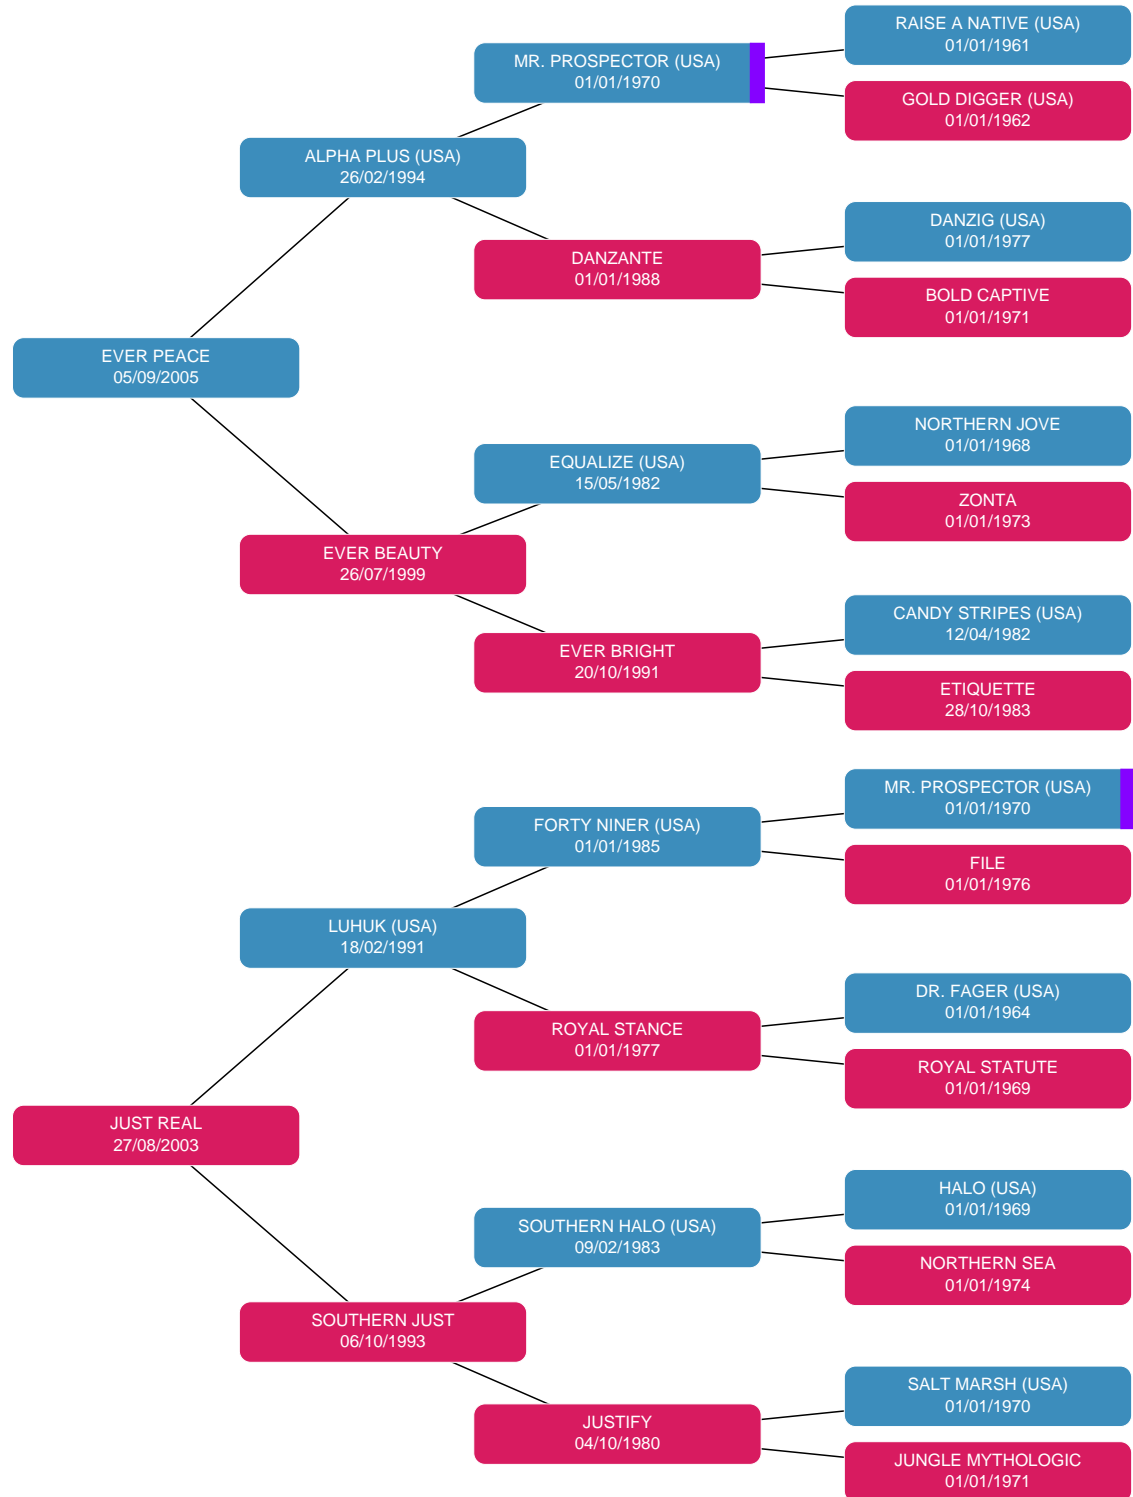 RAISE A NATIVE (USA)
01/01/1961
MR. PROSPECTOR (USA)
01/01/1970
GOLD DIGGER (USA)
01/01/1962
ALPHA PLUS (USA)
26/02/1994
DANZIG (USA)
01/01/1977
DANZANTE
01/01/1988
BOLD CAPTIVE
01/01/1971
EVER PEACE
05/09/2005
NORTHERN JOVE
01/01/1968
EQUALIZE (USA)
15/05/1982
ZONTA
01/01/1973
EVER BEAUTY
26/07/1999
CANDY STRIPES (USA)
12/04/1982
EVER BRIGHT
20/10/1991
ETIQUETTE
28/10/1983
MR. PROSPECTOR (USA)
01/01/1970
FORTY NINER (USA)
01/01/1985
FILE
01/01/1976
LUHUK (USA)
18/02/1991
DR. FAGER (USA)
01/01/1964
ROYAL STANCE
01/01/1977
ROYAL STATUTE
01/01/1969
JUST REAL
27/08/2003
HALO (USA)
01/01/1969
SOUTHERN HALO (USA)
09/02/1983
NORTHERN SEA
01/01/1974
SOUTHERN JUST
06/10/1993
SALT MARSH (USA)
01/01/1970
JUSTIFY
04/10/1980
JUNGLE MYTHOLOGIC
01/01/1971